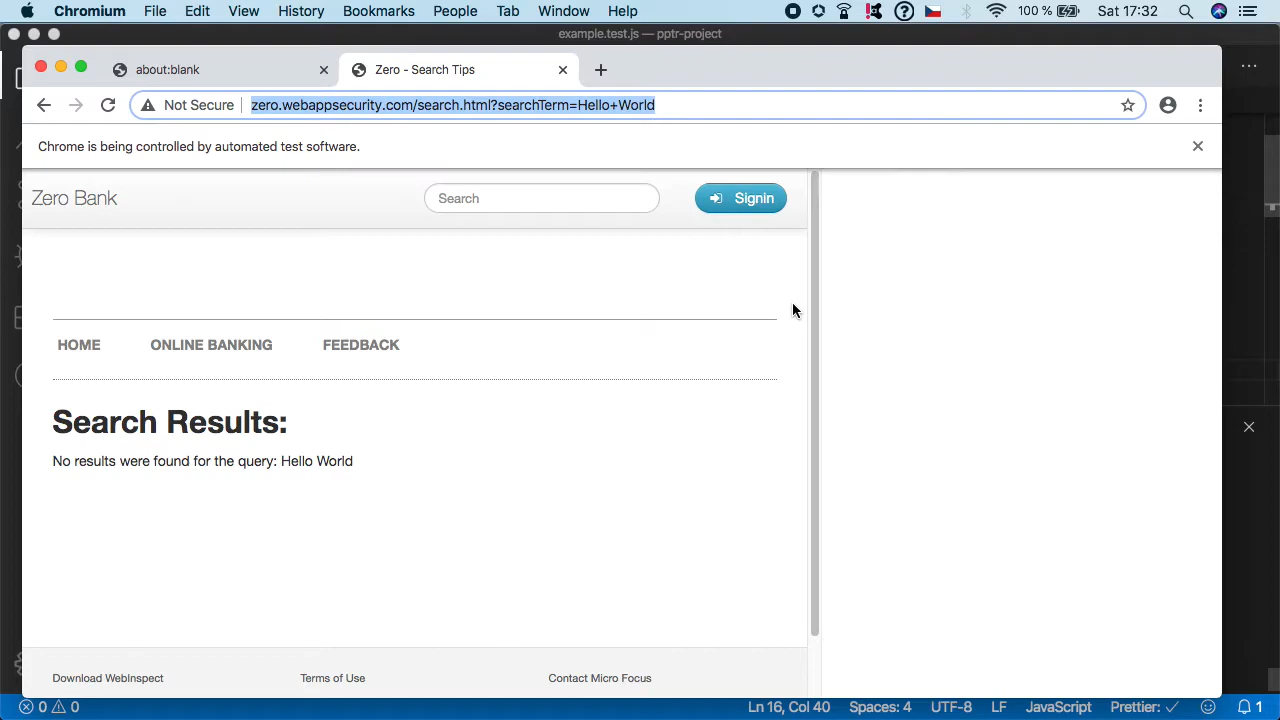 Chromium File Edit View History Bookmarks People Tab Window Help 100 % Sat 17:32
example.test.js — pptr-project
about:blank
Zero - Search Tips
Not Secure zero.webappsecurity.com/search.html?searchTerm=Hello+World
Chrome is being controlled by automated test software.
Zero Bank
Search
Signin
HOME ONLINE BANKING FEEDBACK
Search Results:
No results were found for the query: Hello World
Download WebInspect Terms of Use Contact Micro Focus
0 0 Ln 16, Col 40 Spaces: 4 UTF-8 LF JavaScript Prettier: ✓ 1